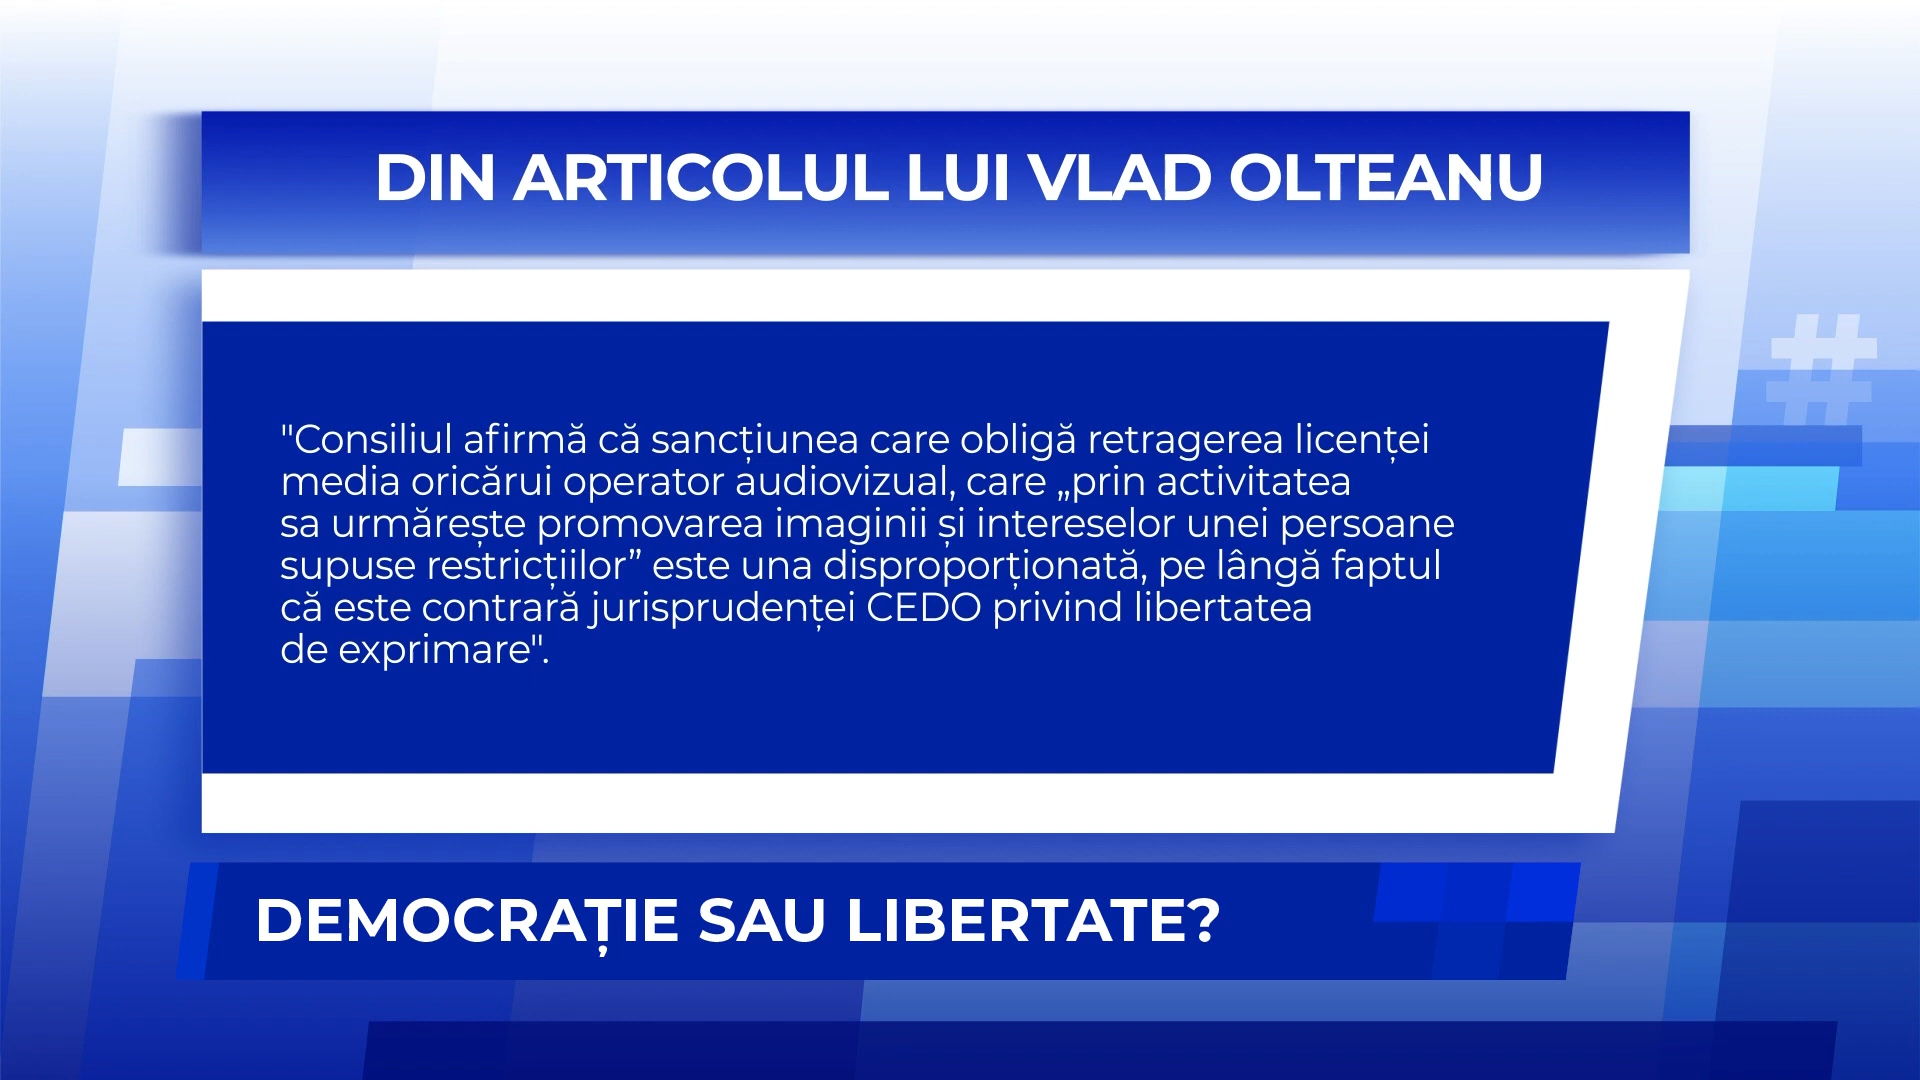 DIN ARTICOLUL LUI VLAD OLTEANU
"Consiliul afirmă că sancțiunea care obligă retragerea licenței
media oricărui operator audiovizual, care „prin activitatea
sa urmărește promovarea imaginii și intereselor unei persoane
supuse restricțiilor” este una disproporționată, pe lângă faptul
că este contrară jurisprudenței CEDO privind libertatea
de exprimare".
DEMOCRAȚIE SAU LIBERTATE?
#